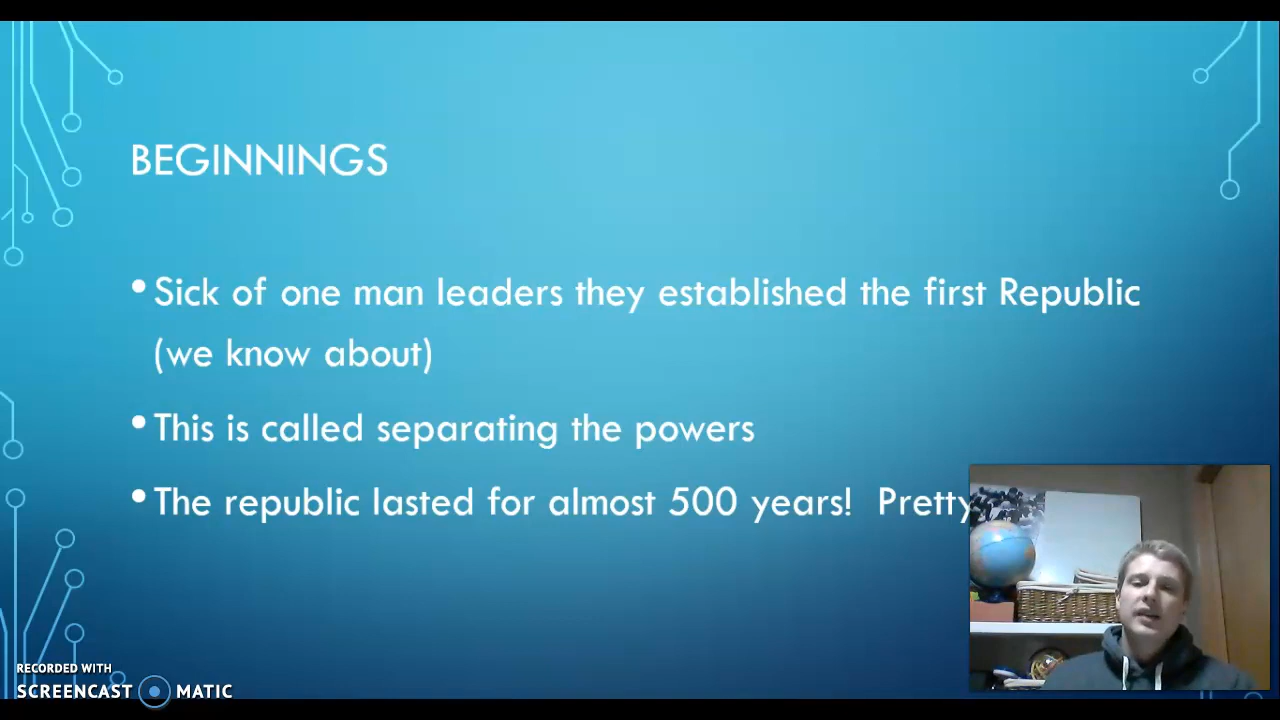 BEGINNINGS
• Sick of one man leaders they established the first Republic
(we know about)
• This is called separating the powers
• The republic lasted for almost 500 years!  Pretty
RECORDED WITH
SCREENCAST MATIC